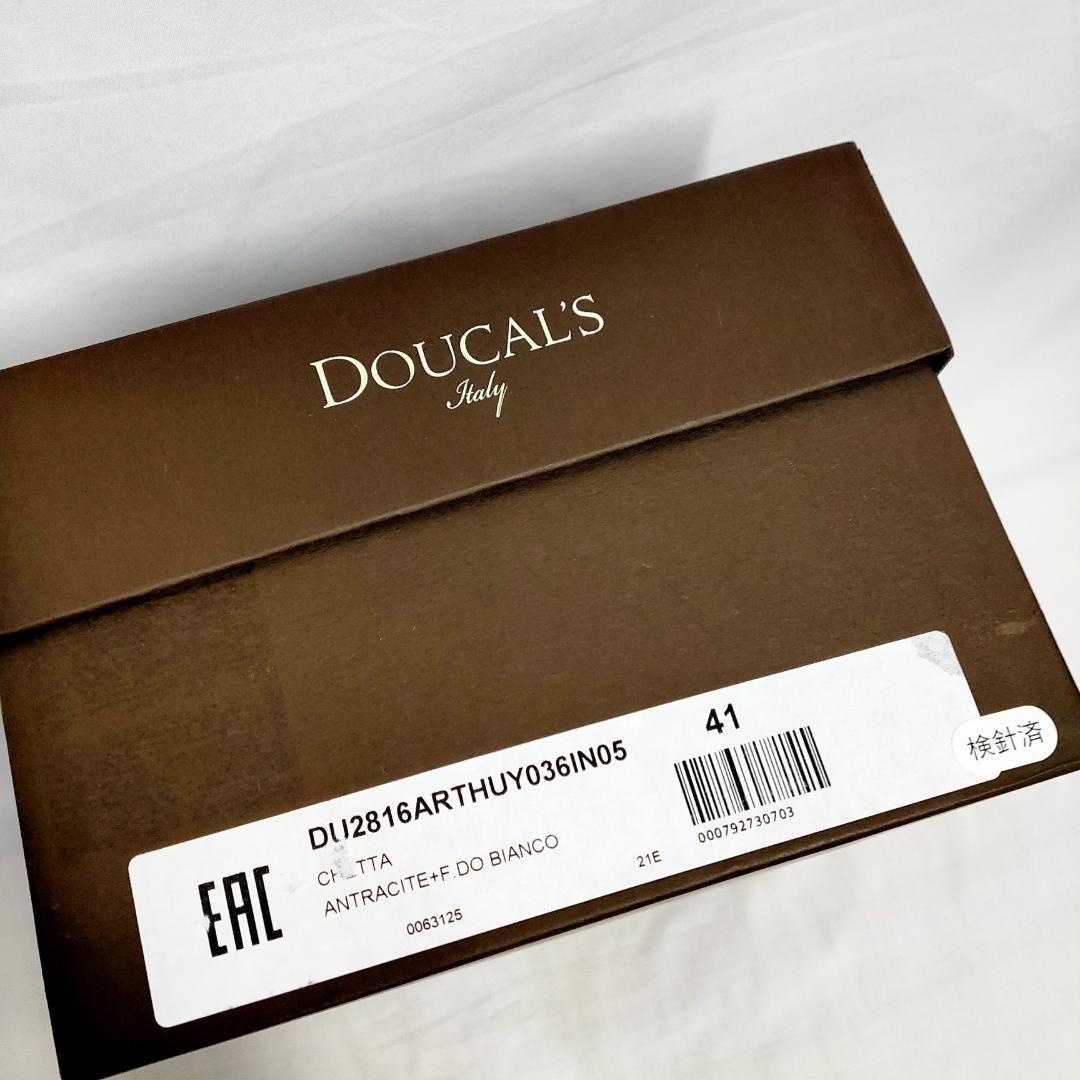 DOUCAL'S
Italy
41
DU2816ARTHUY036IN05
検針済
000792730703
EAC
ANTRACITE+F.DO BIANCO
21E
0063125